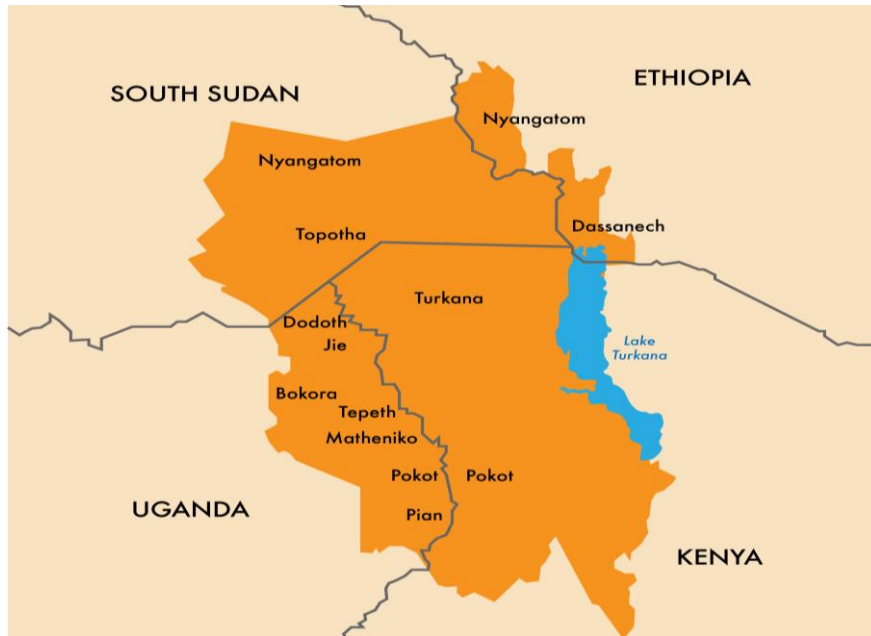 ETHIOPIA
SOUTH SUDAN
Nyangatom
Nyangatom
Dassanech
Topotha
Turkana
Dodoth
Jie
Lake
Turkana
Bokora
Tepeth
Matheniko
Pokot
Pokot
UGANDA
Pian
KENYA